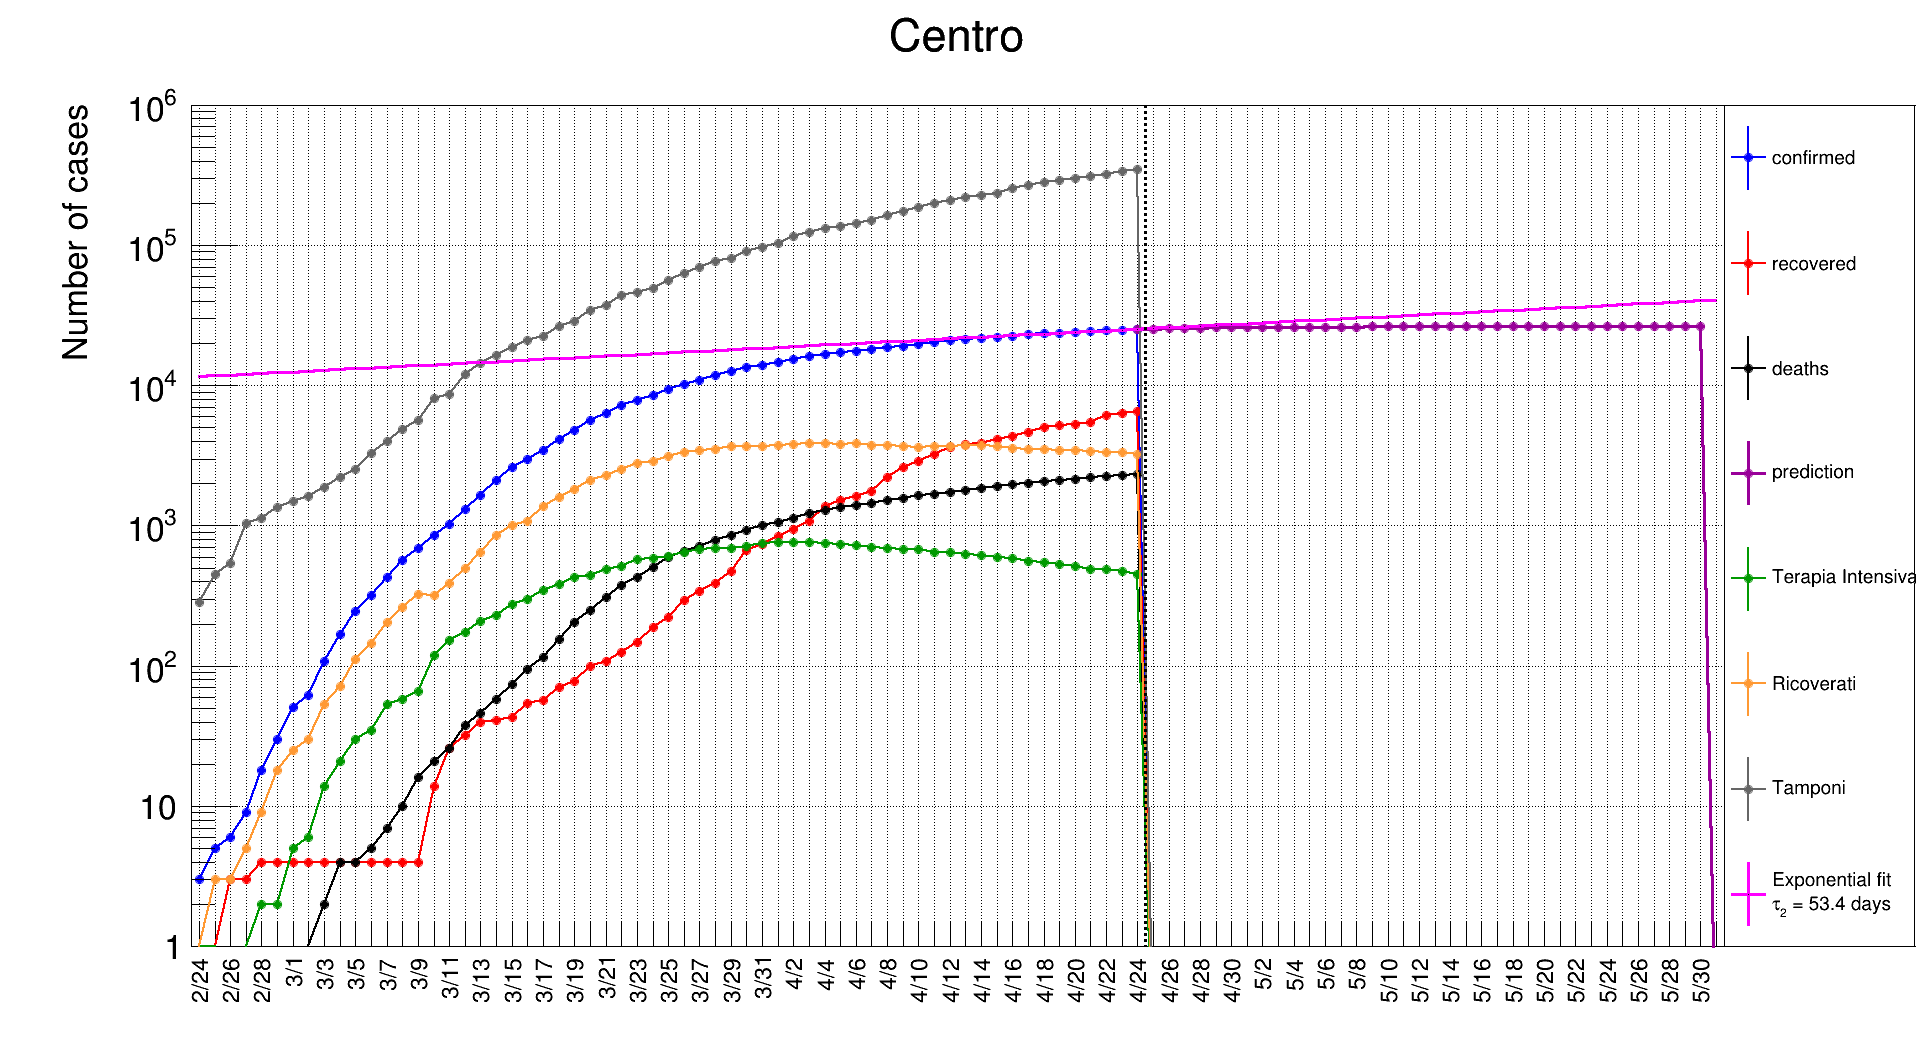 Centro
Number of cases
10^6
10^5
10^4
10^3
10^2
10
1
2/24 2/26 2/28 3/1 3/3 3/5 3/7 3/9 3/11 3/13 3/15 3/17 3/19 3/21 3/23 3/25 3/27 3/29 3/31 4/2 4/4 4/6 4/8 4/10 4/12 4/14 4/16 4/18 4/20 4/22 4/24 4/26 4/28 4/30 5/2 5/4 5/6 5/8 5/10 5/12 5/14 5/16 5/18 5/20 5/22 5/24 5/26 5/28 5/30
confirmed
recovered
deaths
prediction
Terapia Intensiva
Ricoverati
Tamponi
Exponential fit
τ₂ = 53.4 days